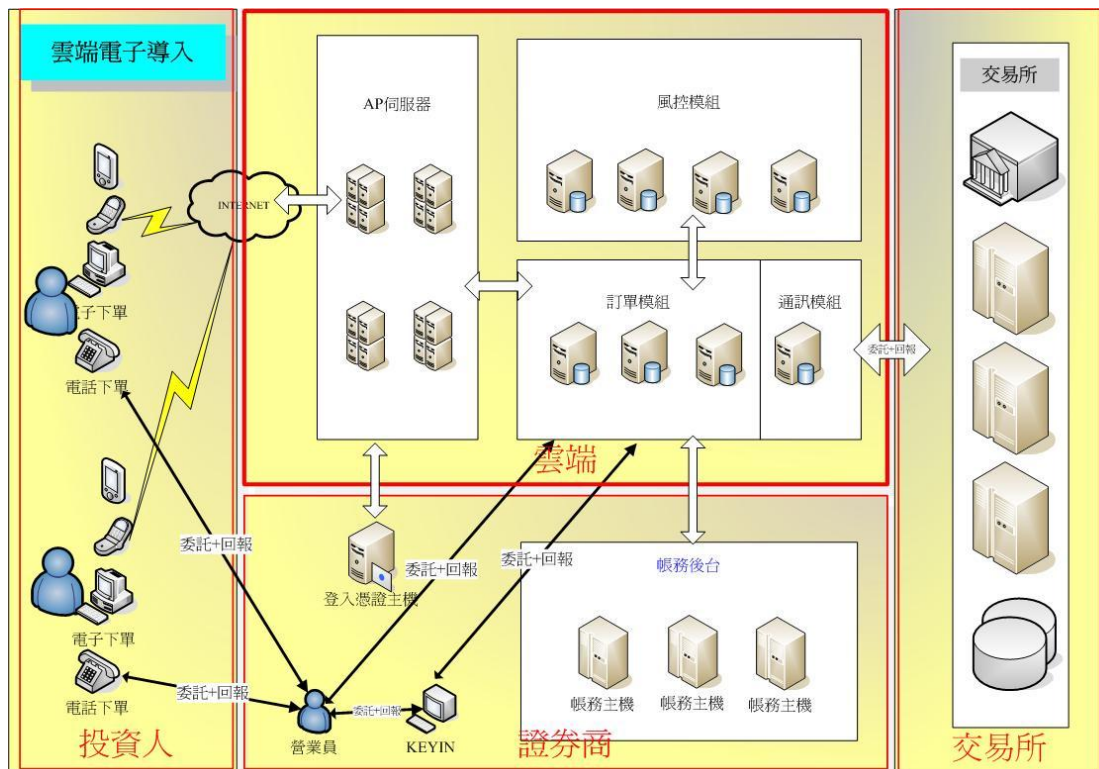 雲端電子導入
INTERNET
電子下單
電話下單
委託+回報
電子下單
電話下單
委託+回報
投資人
AP伺服器
風控模組
訂單模組
通訊模組
委託+回報
雲端
登入憑證主機
委託+回報
委託+回報
帳務後台
帳務主機
帳務主機
帳務主機
營業員
委託+回報
KEYIN
證券商
交易所
交易所